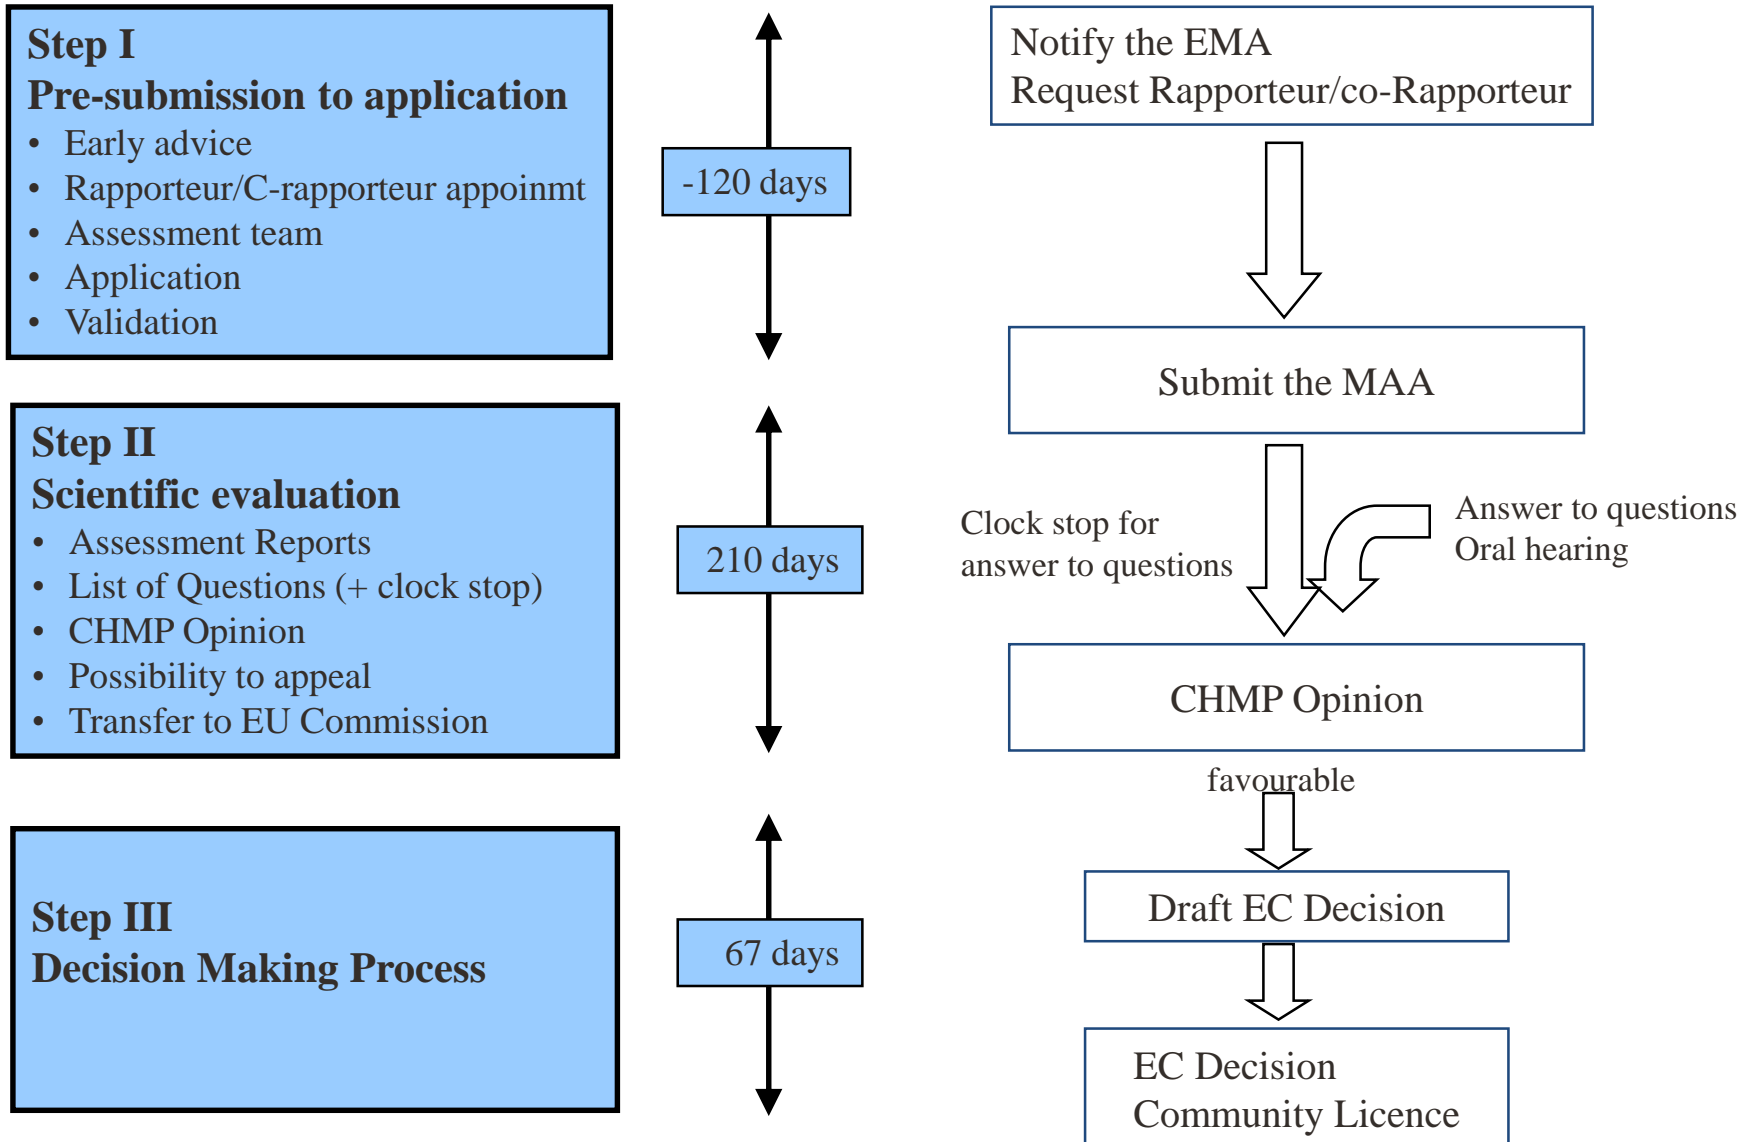 Step I
Pre-submission to application
• Early advice
• Rapporteur/C-rapporteur appoinmt
• Assessment team
• Application
• Validation
-120 days
Notify the EMA
Request Rapporteur/co-Rapporteur
Submit the MAA
Step II
Scientific evaluation
• Assessment Reports
• List of Questions (+ clock stop)
• CHMP Opinion
• Possibility to appeal
• Transfer to EU Commission
210 days
Clock stop for
answer to questions
Answer to questions
Oral hearing
CHMP Opinion
favourable
Step III
Decision Making Process
67 days
Draft EC Decision
EC Decision
Community Licence